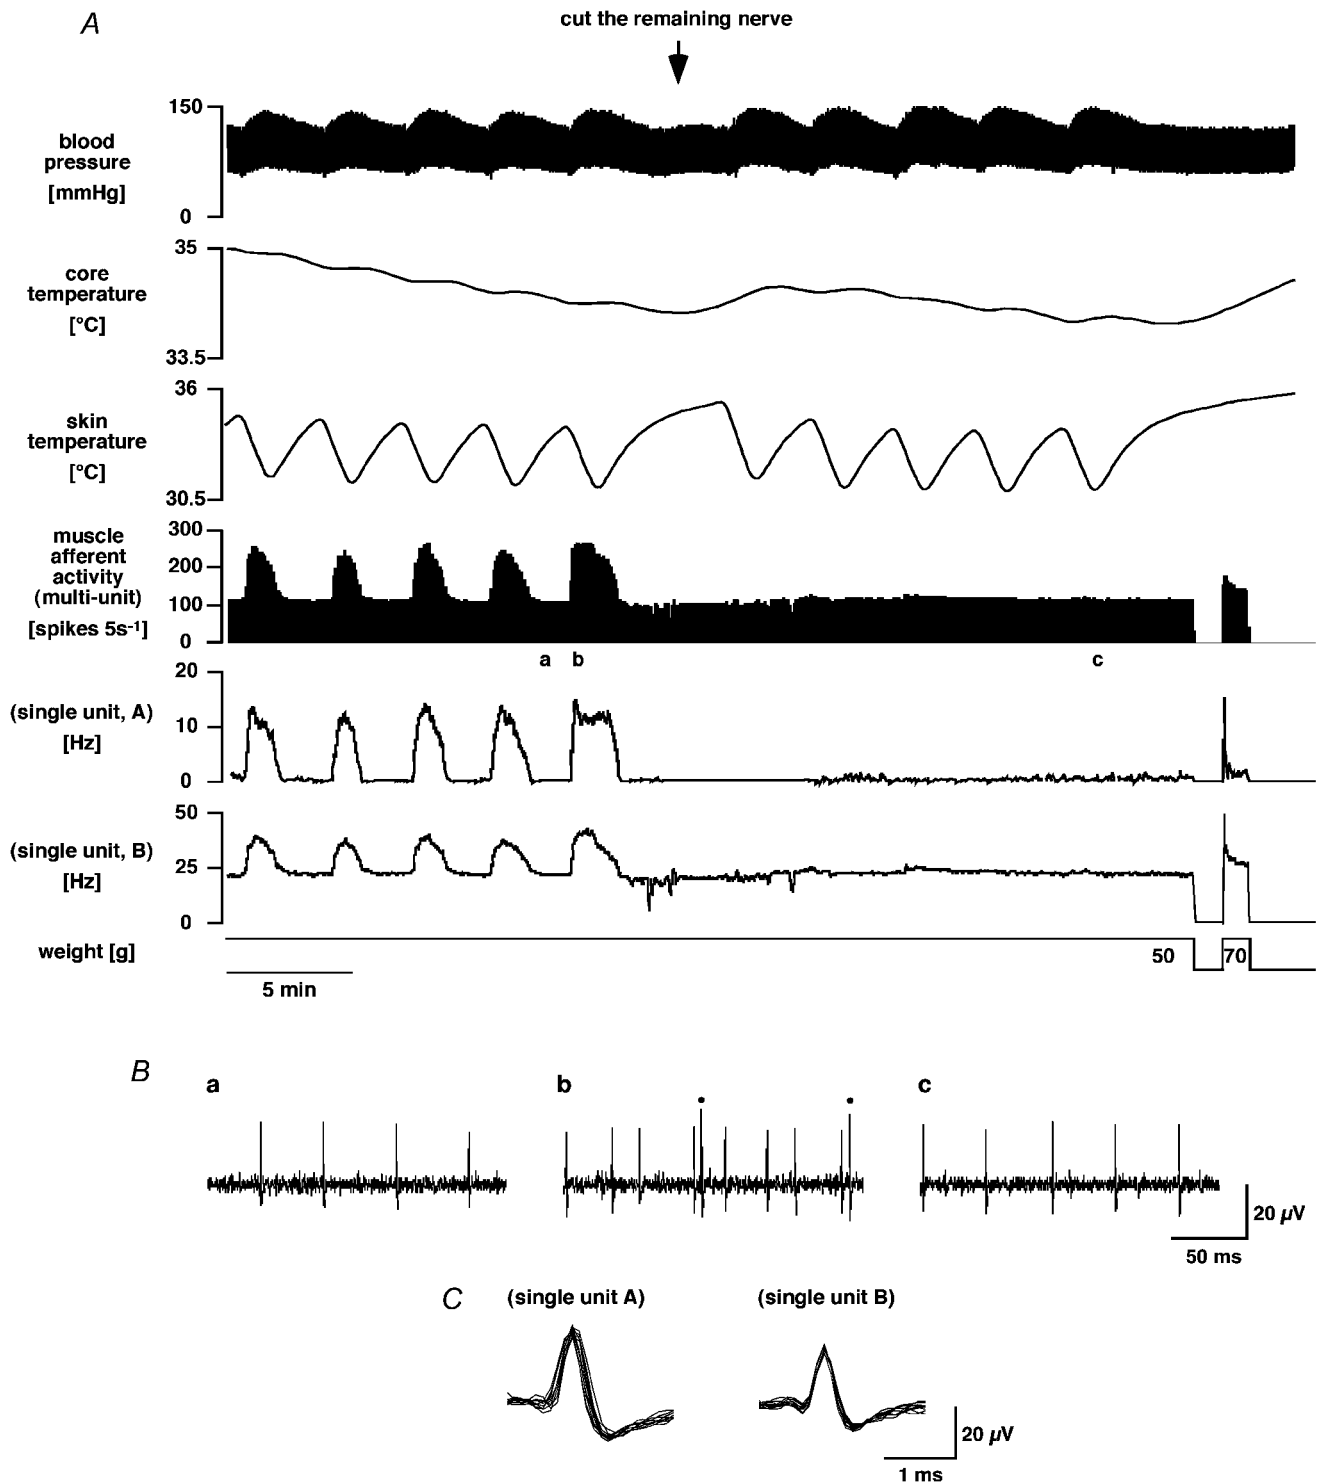 A
cut the remaining nerve
150
blood
pressure
[mmHg]
0
35
core
temperature
[°C]
33.5
36
skin
temperature
[°C]
30.5
300
muscle
afferent
200
activity
(multi-unit)
100
[spikes 5s-1]
0
a b c
20
(single unit, A)
10
[Hz]
0
50
(single unit, B)
25
[Hz]
0
weight [g]
50 70
5 min
B
a b c
20 µV
50 ms
C (single unit A) (single unit B)
20 µV
1 ms